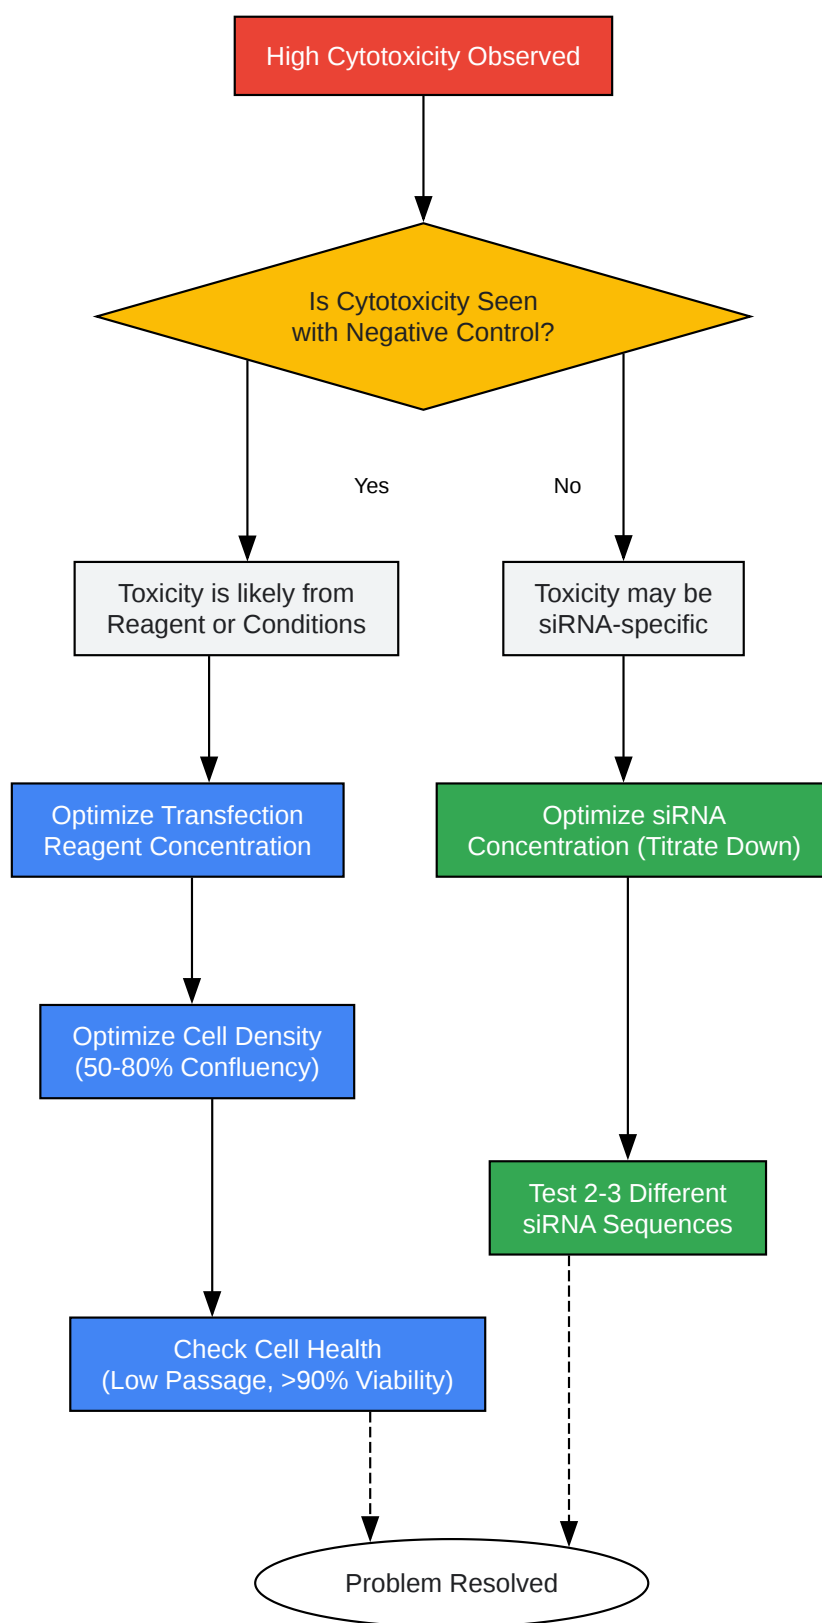 High Cytotoxicity Observed
Is Cytotoxicity Seen
with Negative Control?
Yes
No
Toxicity is likely from
Reagent or Conditions
Toxicity may be
siRNA-specific
Optimize Transfection
Reagent Concentration
Optimize siRNA
Concentration (Titrate Down)
Optimize Cell Density
(50-80% Confluency)
Test 2-3 Different
siRNA Sequences
Check Cell Health
(Low Passage, >90% Viability)
Problem Resolved